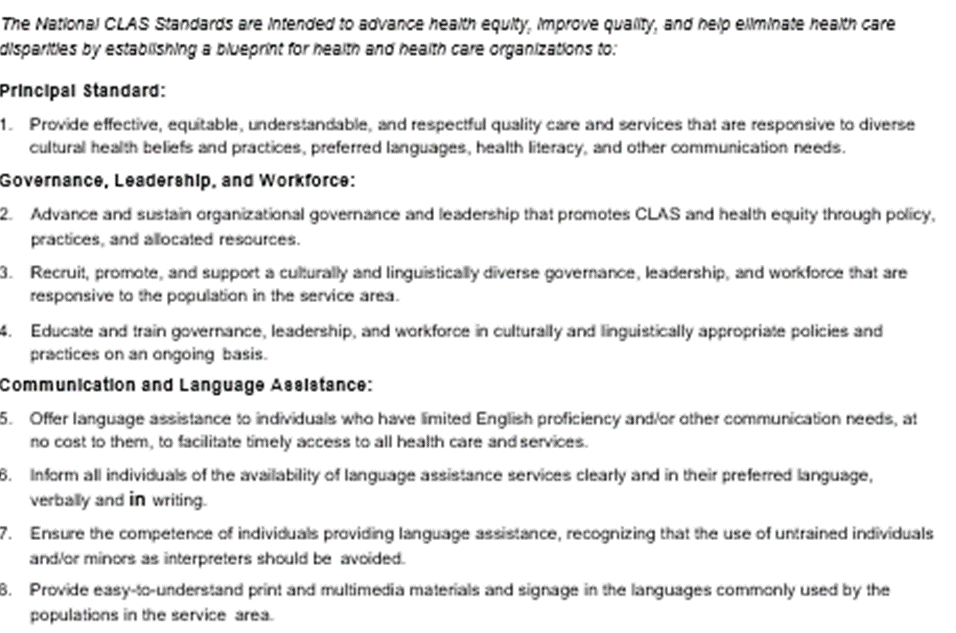 The National CLAS Standards are intended to advance health equity, improve quality, and help eliminate health care
disparities by establishing a blueprint for health and health care organizations to:
Principal Standard:
1. Provide effective, equitable, understandable, and respectful quality care and services that are responsive to diverse
cultural health beliefs and practices, preferred languages, health literacy, and other communication needs.
Governance, Leadership, and Workforce:
2. Advance and sustain organizational governance and leadership that promotes CLAS and health equity through policy,
practices, and allocated resources.
3. Recruit, promote, and support a culturally and linguistically diverse governance, leadership, and workforce that are
responsive to the population in the service area.
4. Educate and train governance, leadership, and workforce in culturally and linguistically appropriate policies and
practices on an ongoing basis.
Communication and Language Assistance:
5. Offer language assistance to individuals who have limited English proficiency and/or other communication needs, at
no cost to them, to facilitate timely access to all health care and services.
6. Inform all individuals of the availability of language assistance services clearly and in their preferred language,
verbally and in writing.
7. Ensure the competence of individuals providing language assistance, recognizing that the use of untrained individuals
and/or minors as interpreters should be avoided.
8. Provide easy-to-understand print and multimedia materials and signage in the languages commonly used by the
populations in the service area.